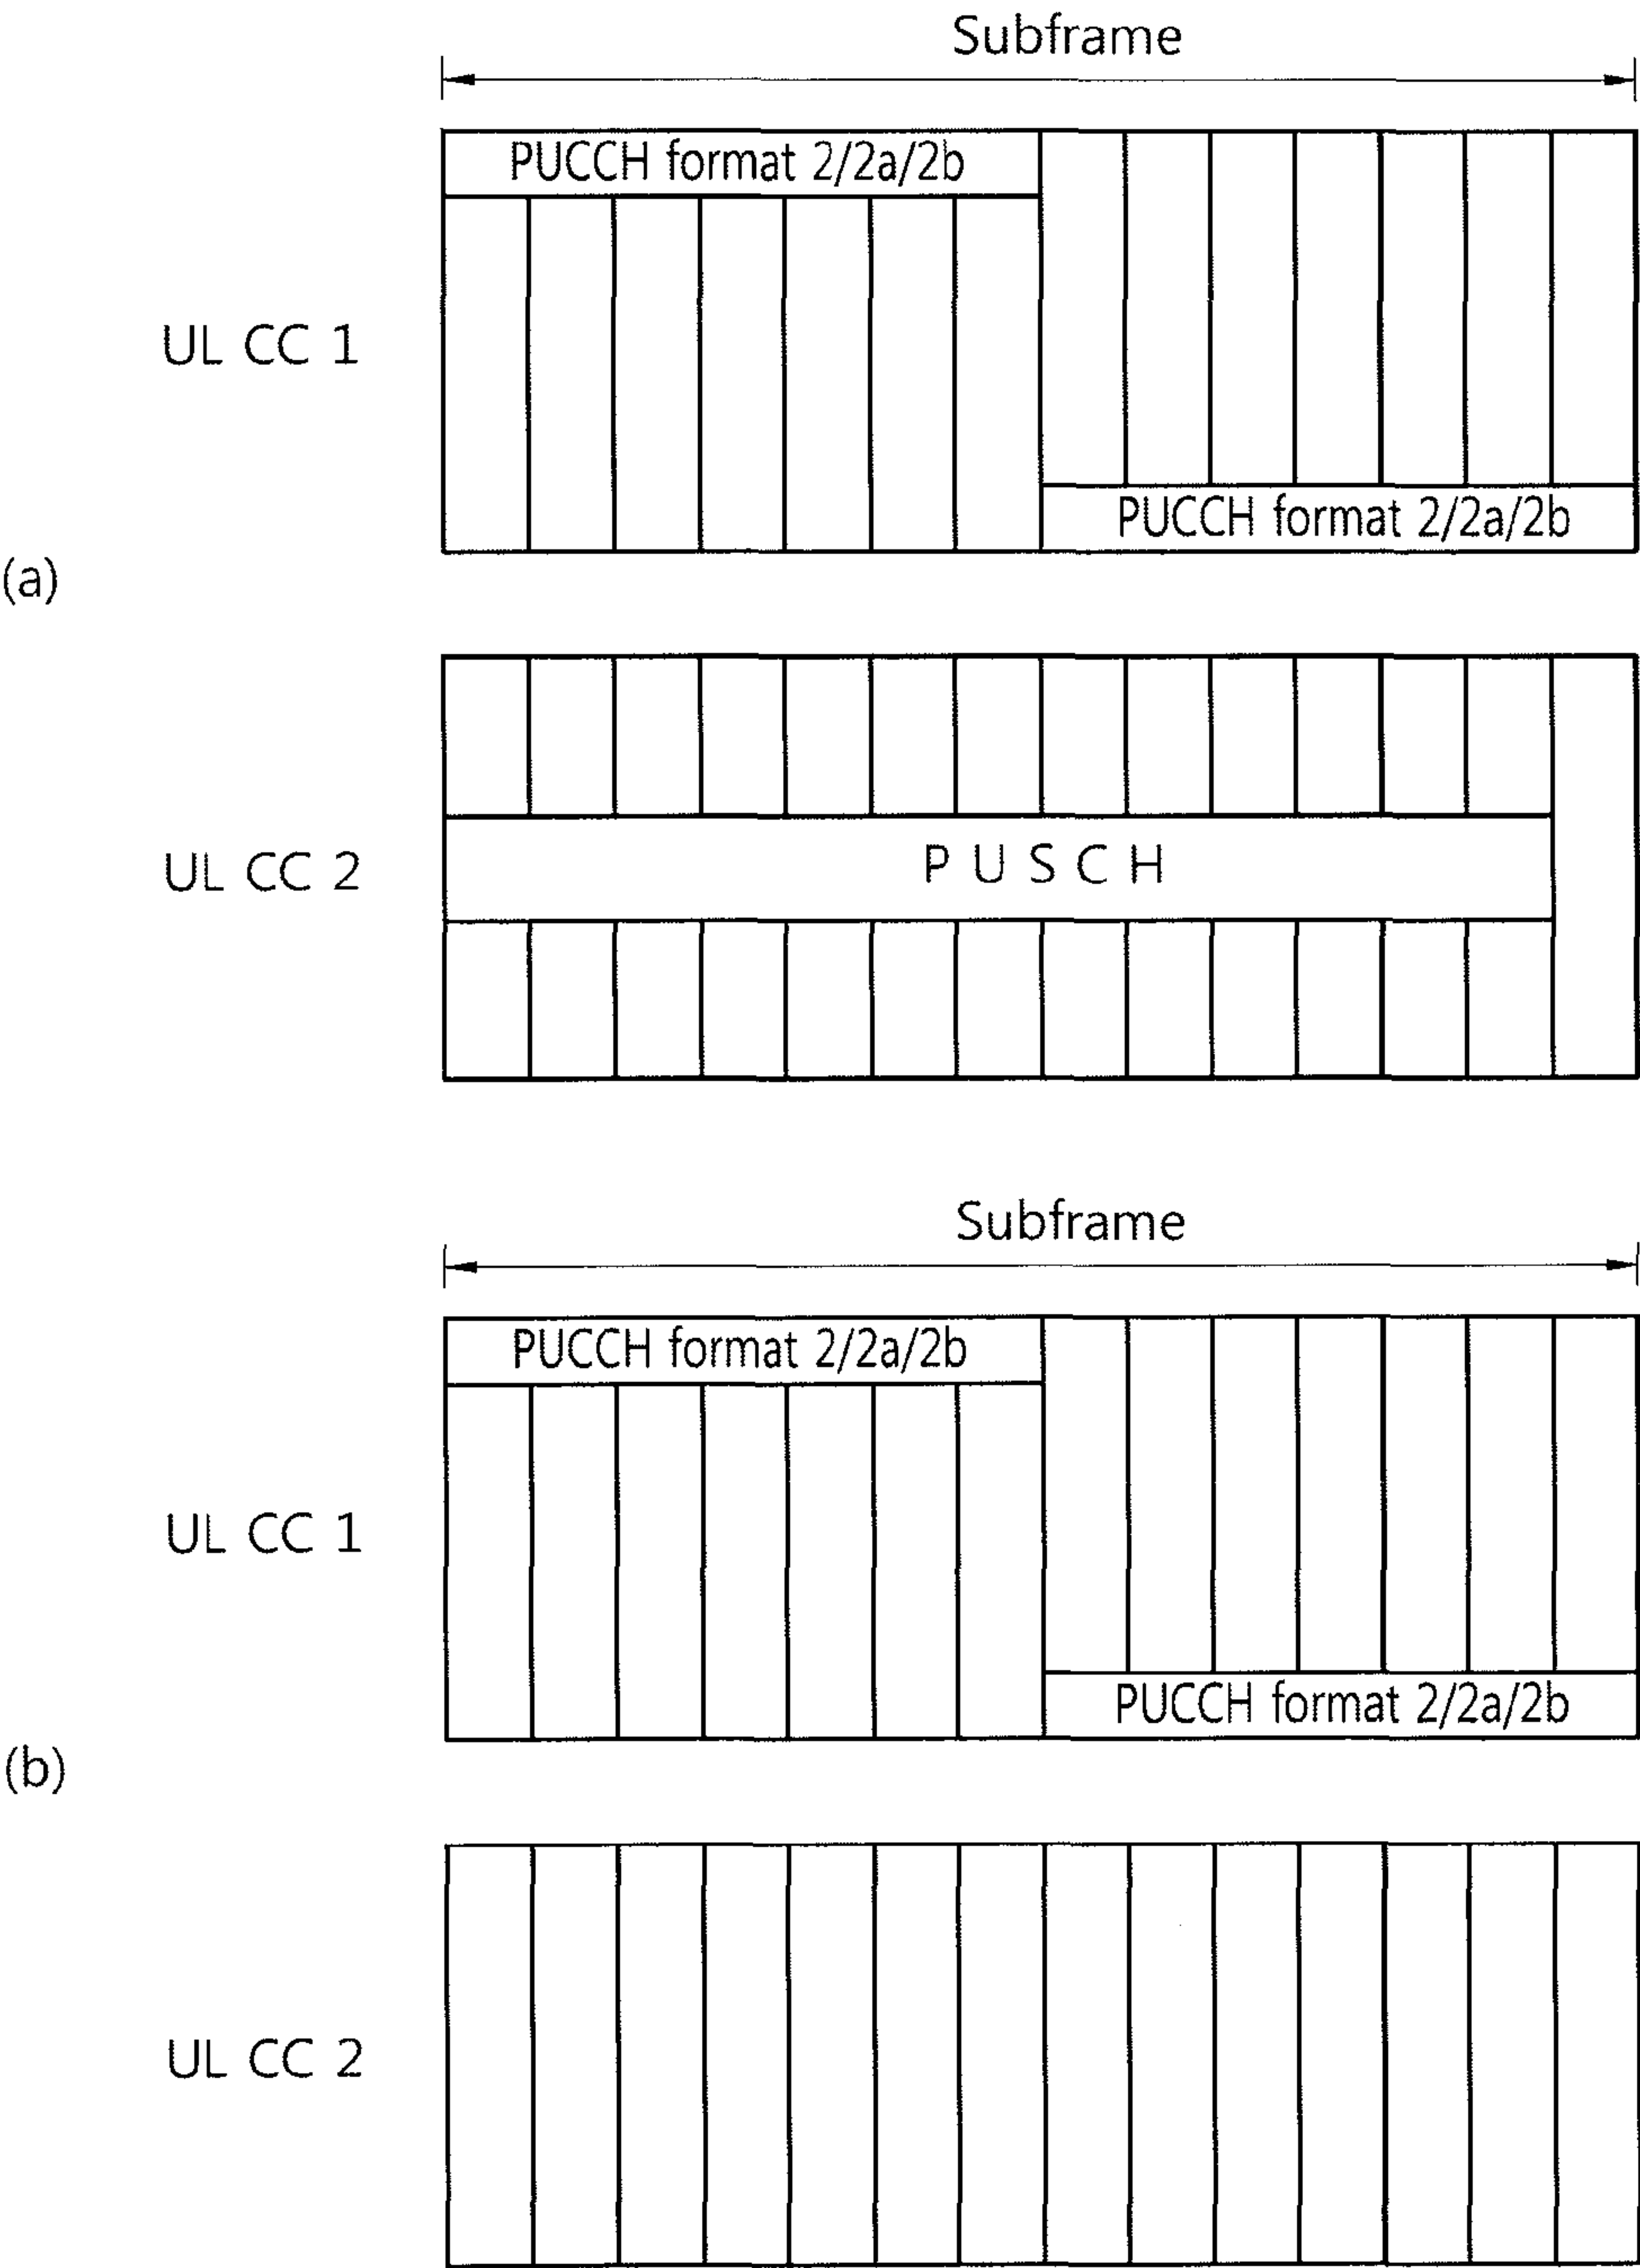 Subframe
PUCCH format 2/2a/2b
UL CC 1
PUCCH format 2/2a/2b
(a)
UL CC 2
P U S C H
Subframe
PUCCH format 2/2a/2b
UL CC 1
PUCCH format 2/2a/2b
(b)
UL CC 2